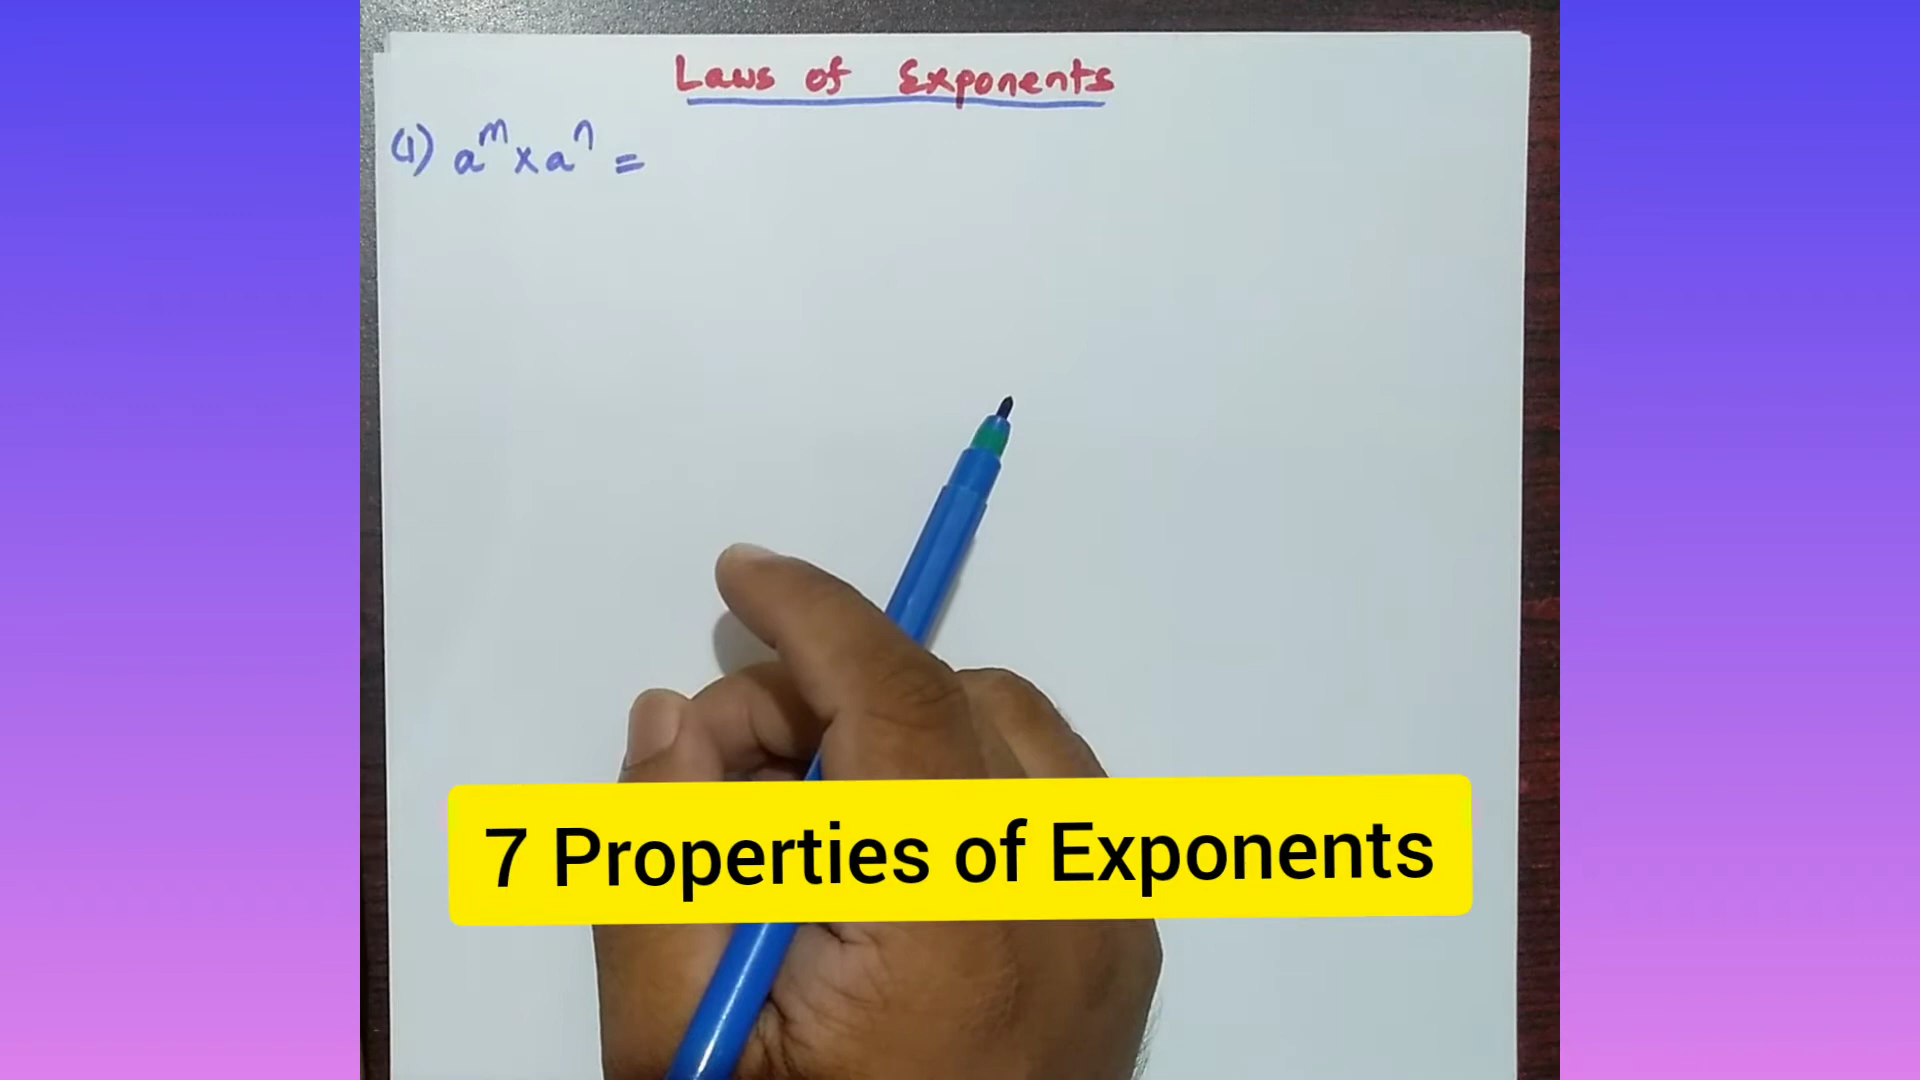 Laws of Exponents
(1) aᵐ × aⁿ =
7 Properties of Exponents